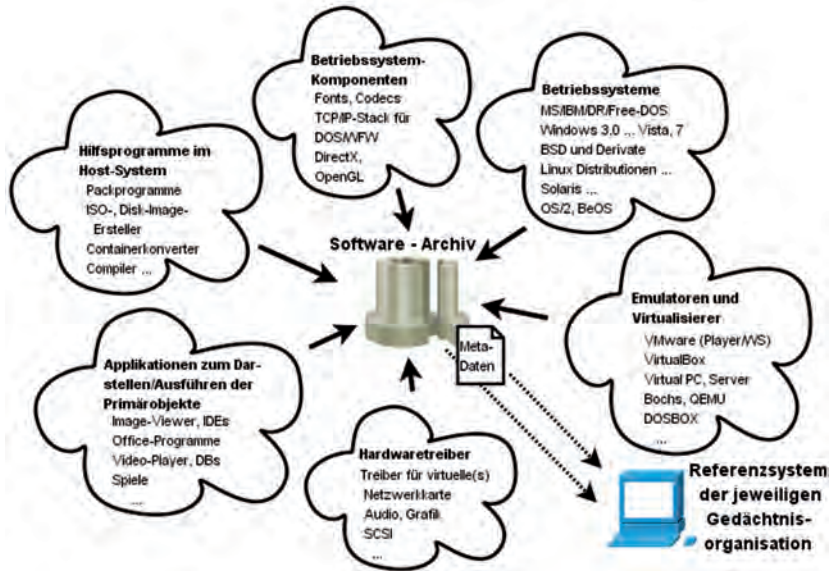 Betriebssystem-
Komponenten
Fonts, Codecs
TCP/IP-Stack für
DOS/WFW
DirectX,
OpenGL
Betriebssysteme
MS/IBM/DR/Free-DOS
Windows 3.0 ... Vista, 7
BSD und Derivate
Linux Distributionen ...
Solaris ...
OS/2, BeOS
Hilfsprogramme im
Host-System
Packprogramme
ISO-, Disk-Image-
Ersteller
Containerkonverter
Compiler ...
Software - Archiv
Meta-
Daten
Emulatoren und
Virtualisierer
VMware (Player/WS)
VirtualBox
Virtual PC, Server
Bochs, QEMU
DOSBOX
...
Applikationen zum Dar-
stellen/Ausführen der
Primärobjekte
Image-Viewer, IDEs
Office-Programme
Video-Player, DBs
Spiele
...
Hardwaretreiber
Treiber für virtuelle(s)
Netzwerkkarte
Audio, Grafik
SCSI
...
Referenzsystem
der jeweiligen
Gedächtnis-
organisation